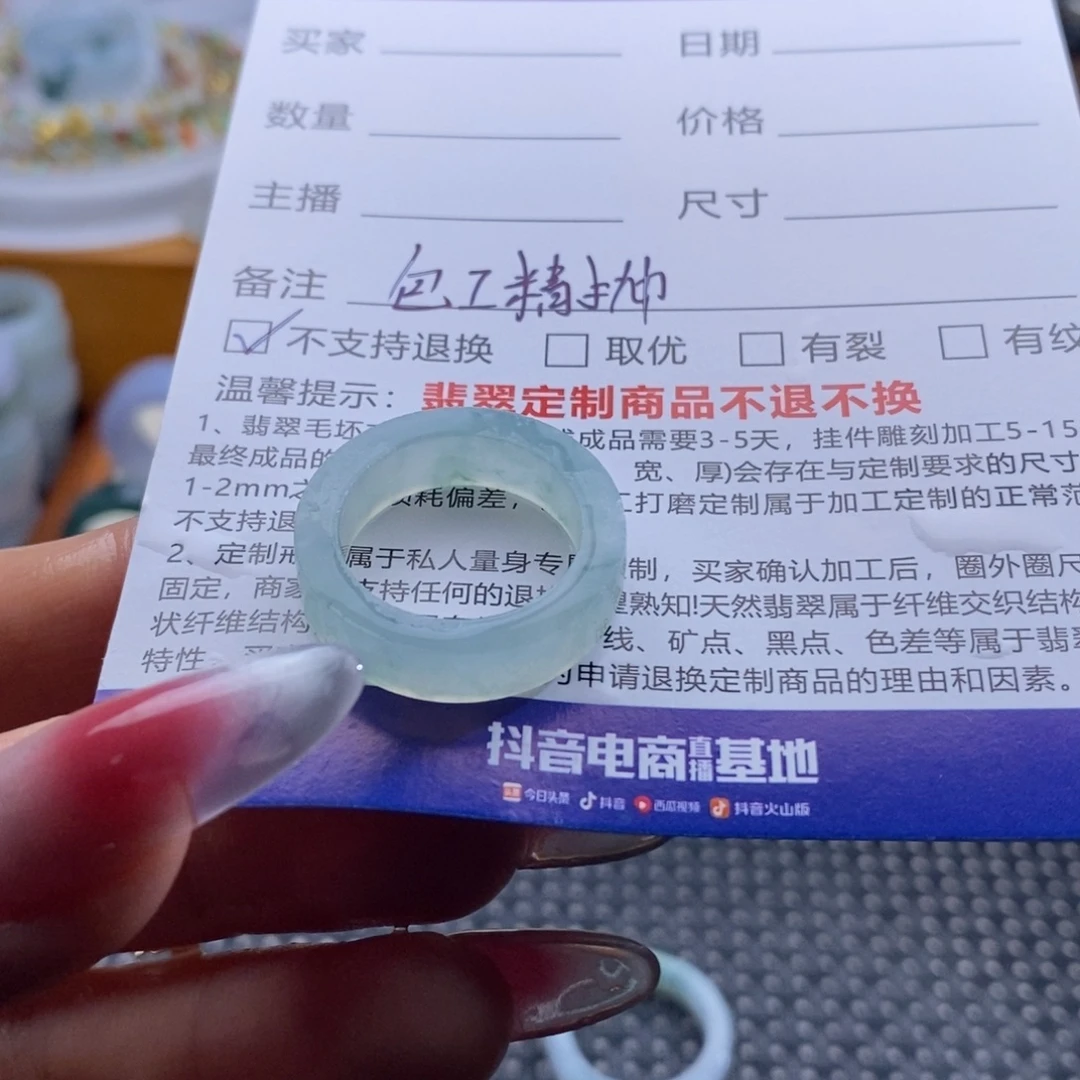 买家 日期
数量 价格
主播 尺寸
备注 包工精抛
不支持退换 取优 有裂 有纹
温馨提示：翡翠定制商品不退不换
1、翡翠毛坯 成品需要3-5天，挂件雕刻加工5-15
最终成品的 宽、厚)会存在与定制要求的尺寸
1-2mm之 损耗偏差， 工打磨定制属于加工定制的正常范
不支持退
2、定制戒 属于私人量身专属 制，买家确认加工后，圈外圈尺
固定，商家 支持任何的退换 望熟知!天然翡翠属于纤维交织结构
状纤维结构 线、矿点、黑点、色差等属于翡翠
特性， 申请退换定制商品的理由和因素。
抖音电商直播基地
头条 今日头条 抖音 西瓜视频 抖音火山版